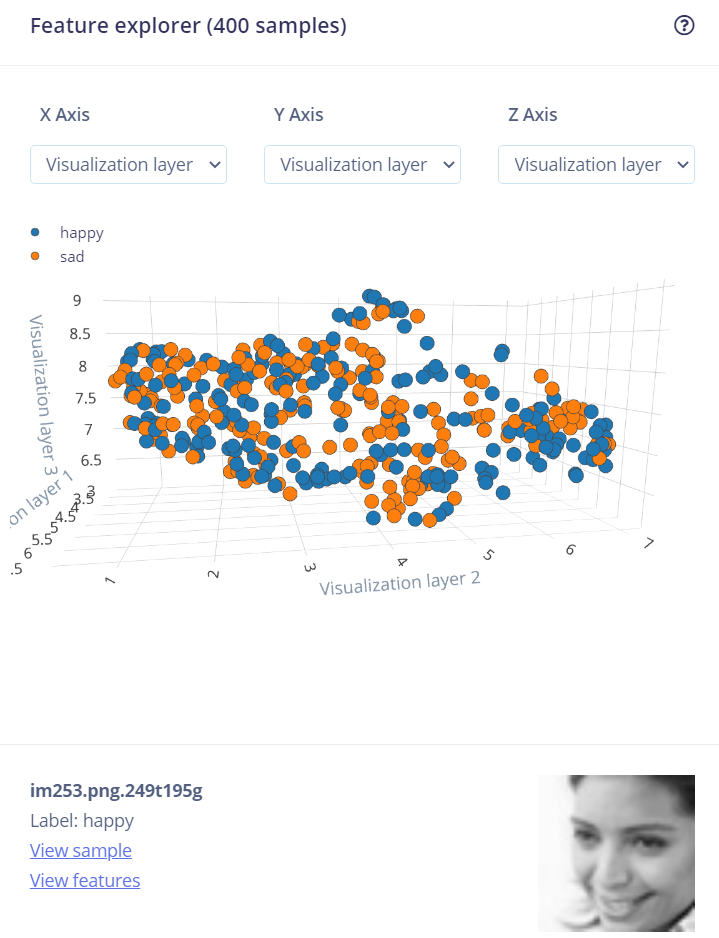 Feature explorer (400 samples)
X Axis Y Axis Z Axis
Visualization layer Visualization layer Visualization layer
happy
sad
9
8.5
8
7.5
7
6.5
Visualization layer 3
on layer 1
3
3.5
4
4.5
5
5.5
6
.5
1 2 3 4 5 6 7
Visualization layer 2
im253.png.249t195g
Label: happy
View sample
View features